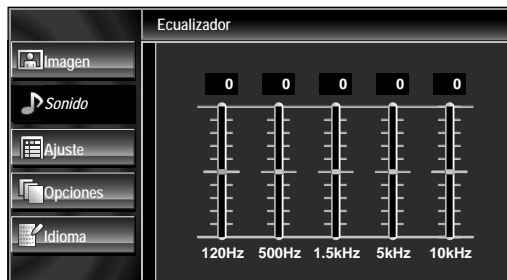 Ecualizador
Imagen
Sonido
Ajuste
Opciones
Idioma
0 0 0 0 0
120Hz 500Hz 1.5kHz 5kHz 10kHz